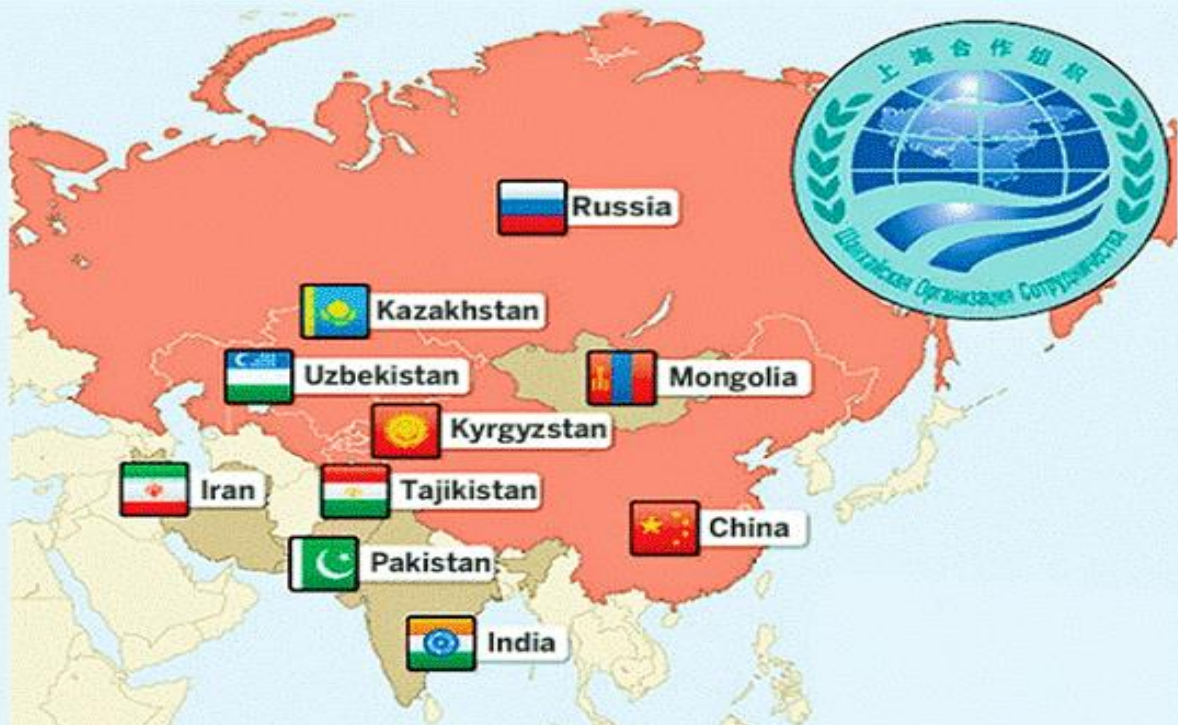 上海合作组织
Шанхайская Организация Сотрудничества
Russia
Kazakhstan
Uzbekistan
Mongolia
Kyrgyzstan
Iran
Tajikistan
China
Pakistan
India